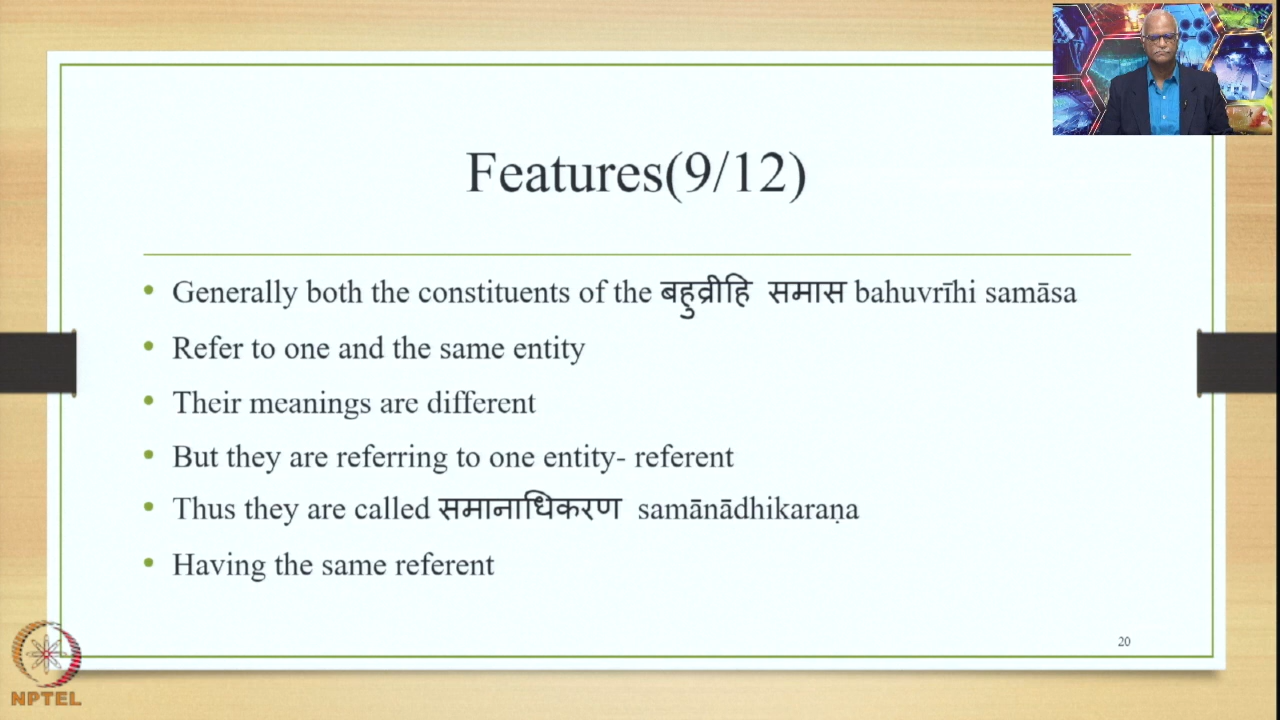 Features(9/12)
• Generally both the constituents of the बहुव्रीहि समास bahuvrīhi samāsa
• Refer to one and the same entity
• Their meanings are different
• But they are referring to one entity- referent
• Thus they are called समानाधिकरण samānādhikaraṇa
• Having the same referent
20
NPTEL